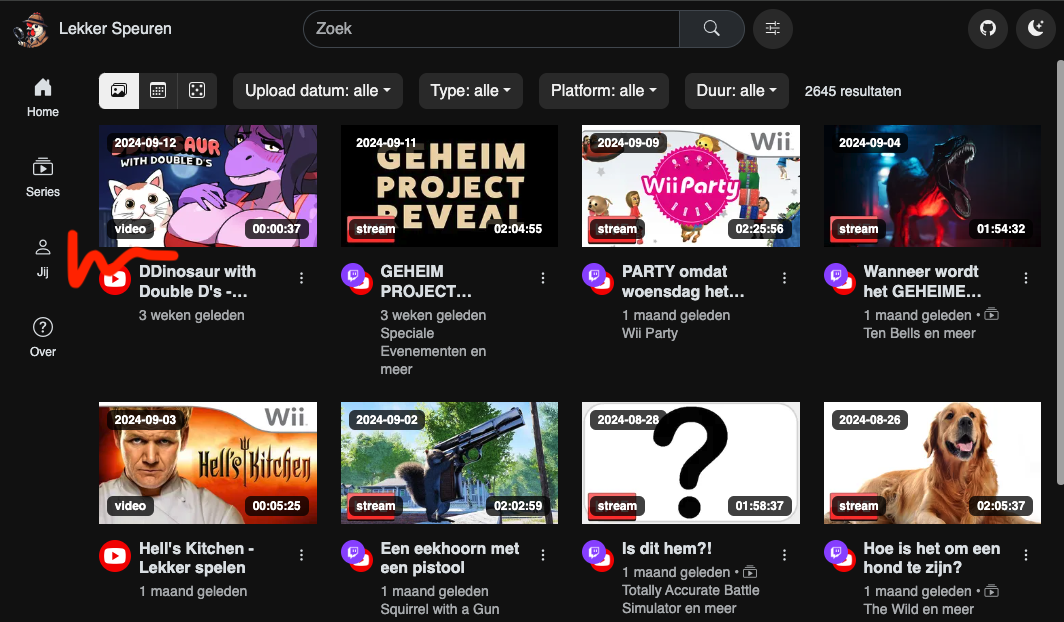 Lekker Speuren
Zoek
Home
Series
Jij
Over
Upload datum: alle
Type: alle
Platform: alle
Duur: alle
2645 resultaten
2024-09-12
DINOSAUR
WITH DOUBLE D'S
video
00:00:37
DDinosaur with
Double D's -...
3 weken geleden
2024-09-11
GEHEIM
PROJECT
REVEAL
stream
02:04:55
GEHEIM
PROJECT...
3 weken geleden
Speciale
Evenementen en
meer
2024-09-09
Wii
Wii Party
stream
02:25:56
PARTY omdat
woensdag het...
1 maand geleden
Wii Party
2024-09-04
stream
01:54:32
Wanneer wordt
het GEHEIME...
1 maand geleden •
Ten Bells en meer
2024-09-03
Wii
Hell's Kitchen
video
00:05:25
Hell's Kitchen -
Lekker spelen
1 maand geleden
2024-09-02
stream
02:02:59
Een eekhoorn met
een pistool
1 maand geleden
Squirrel with a Gun
2024-08-28
?
stream
01:58:37
Is dit hem?!
1 maand geleden •
Totally Accurate Battle
Simulator en meer
2024-08-26
stream
02:05:37
Hoe is het om een
hond te zijn?
1 maand geleden •
The Wild en meer